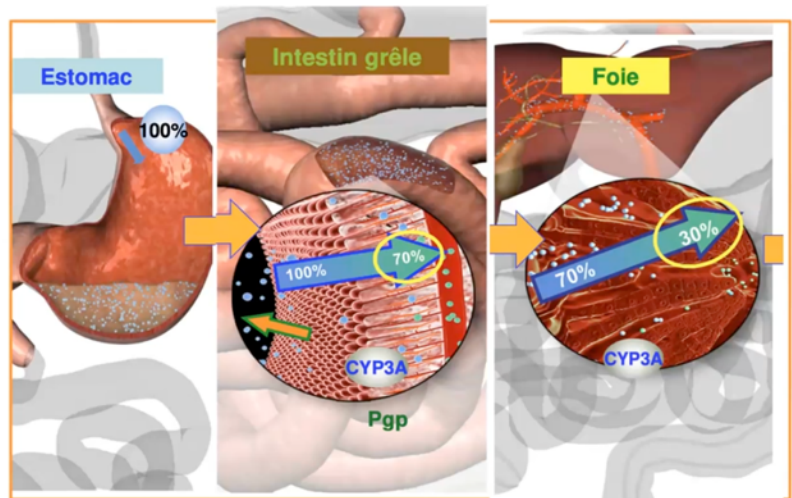 Estomac
100%
Intestin grêle
100%
70%
CYP3A
Pgp
Foie
70%
30%
CYP3A